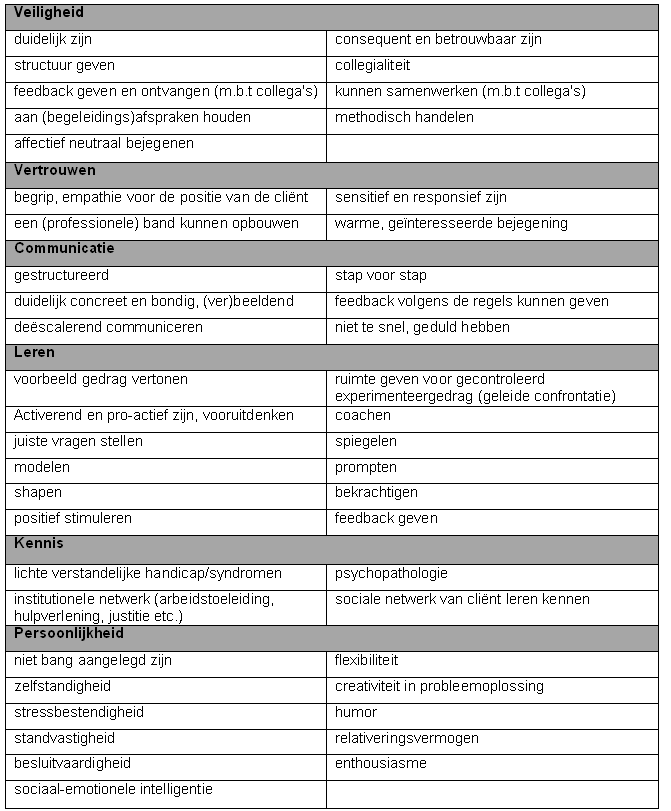 Veiligheid
duidelijk zijn
consequent en betrouwbaar zijn
structuur geven
collegialiteit
feedback geven en ontvangen (m.b.t collega's)
kunnen samenwerken (m.b.t collega's)
aan (begeleidings)afspraken houden
methodisch handelen
affectief neutraal bejegenen
Vertrouwen
begrip, empathie voor de positie van de cliënt
sensitief en responsief zijn
een (professionele) band kunnen opbouwen
warme, geïnteresseerde bejegening
Communicatie
gestructureerd
stap voor stap
duidelijk concreet en bondig, (ver)beeldend
feedback volgens de regels kunnen geven
deëscalerend communiceren
niet te snel, geduld hebben
Leren
voorbeeld gedrag vertonen
ruimte geven voor gecontroleerd
experimenteergedrag (geleide confrontatie)
Activerend en pro-actief zijn, vooruitdenken
coachen
juiste vragen stellen
spiegelen
modelen
prompten
shapen
bekrachtigen
positief stimuleren
feedback geven
Kennis
lichte verstandelijke handicap/syndromen
psychopathologie
institutionele netwerk (arbeidstoeleiding,
hulpverlening, justitie etc.)
sociale netwerk van cliënt leren kennen
Persoonlijkheid
niet bang aangelegd zijn
flexibiliteit
zelfstandigheid
creativiteit in probleemoplossing
stressbestendigheid
humor
standvastigheid
relativeringsvermogen
besluitvaardigheid
enthousiasme
sociaal-emotionele intelligentie